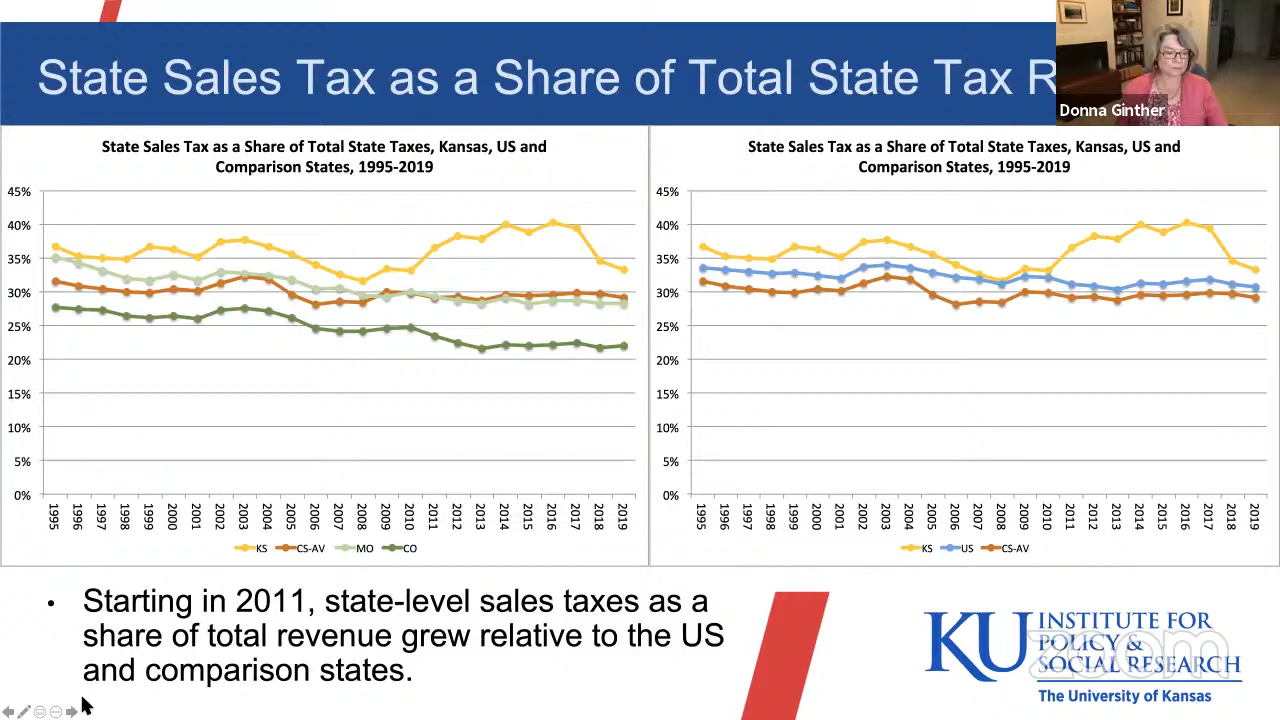 State Sales Tax as a Share of Total State Tax R
Donna Ginther
State Sales Tax as a Share of Total State Taxes, Kansas, US and
Comparison States, 1995-2019
45%
40%
35%
30%
25%
20%
15%
10%
5%
0%
1995 1996 1997 1998 1999 2000 2001 2002 2003 2004 2005 2006 2007 2008 2009 2010 2011 2012 2013 2014 2015 2016 2017 2018 2019
KS CS-AV MO CO
State Sales Tax as a Share of Total State Taxes, Kansas, US and
Comparison States, 1995-2019
45%
40%
35%
30%
25%
20%
15%
10%
5%
0%
1995 1996 1997 1998 1999 2000 2001 2002 2003 2004 2005 2006 2007 2008 2009 2010 2011 2012 2013 2014 2015 2016 2017 2018 2019
KS US CS-AV
• Starting in 2011, state-level sales taxes as a
share of total revenue grew relative to the US
and comparison states.
KU INSTITUTE FOR
POLICY &
SOCIAL RESEARCH
The University of Kansas
zoom